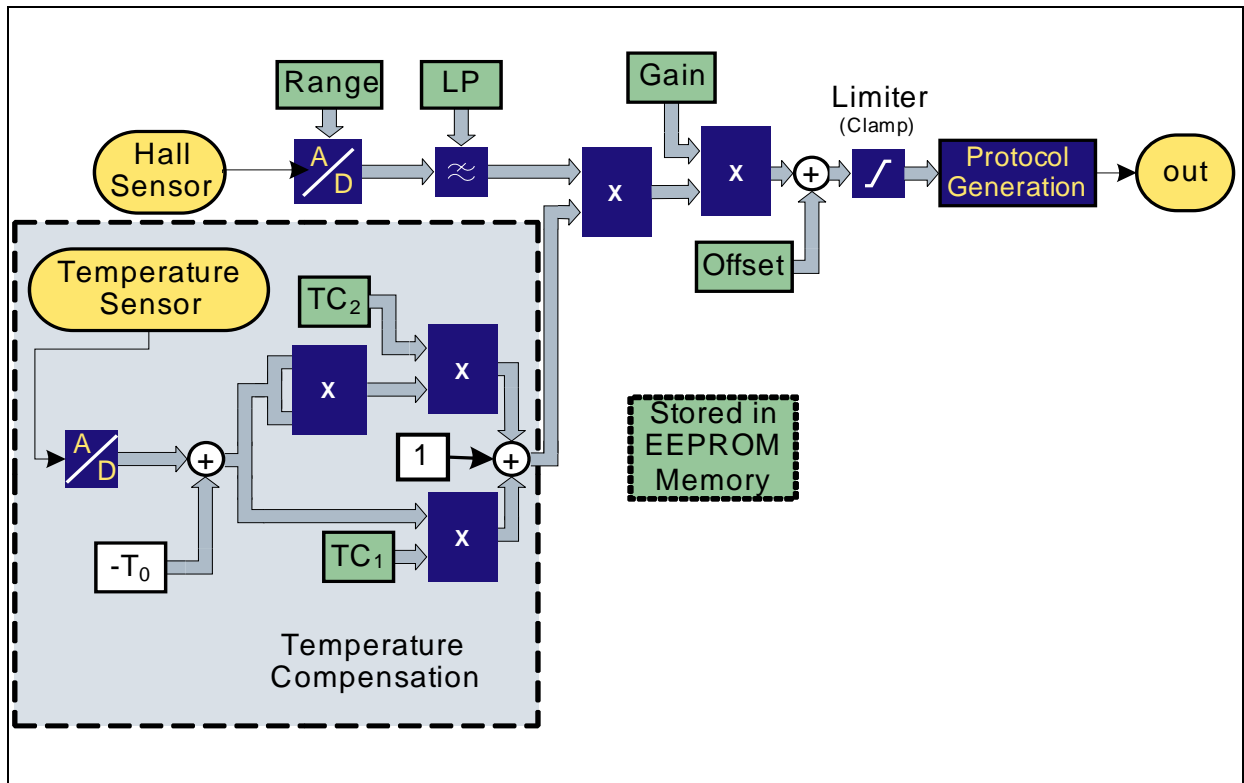 Range
LP
Gain
Limiter
(Clamp)
Hall
Sensor
A
D
X
X
Protocol
Generation
out
Offset
Temperature
Sensor
TC₂
X
X
Stored in
EEPROM
Memory
A
D
+
+
1
+
-T₀
TC₁
X
Temperature
Compensation